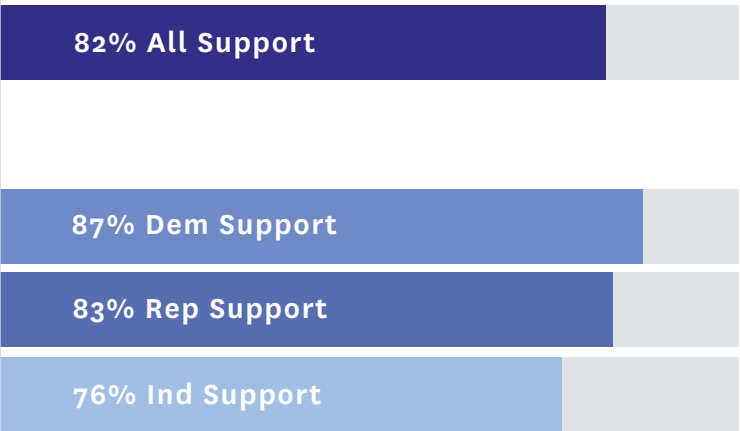 82% All Support
87% Dem Support
83% Rep Support
76% Ind Support